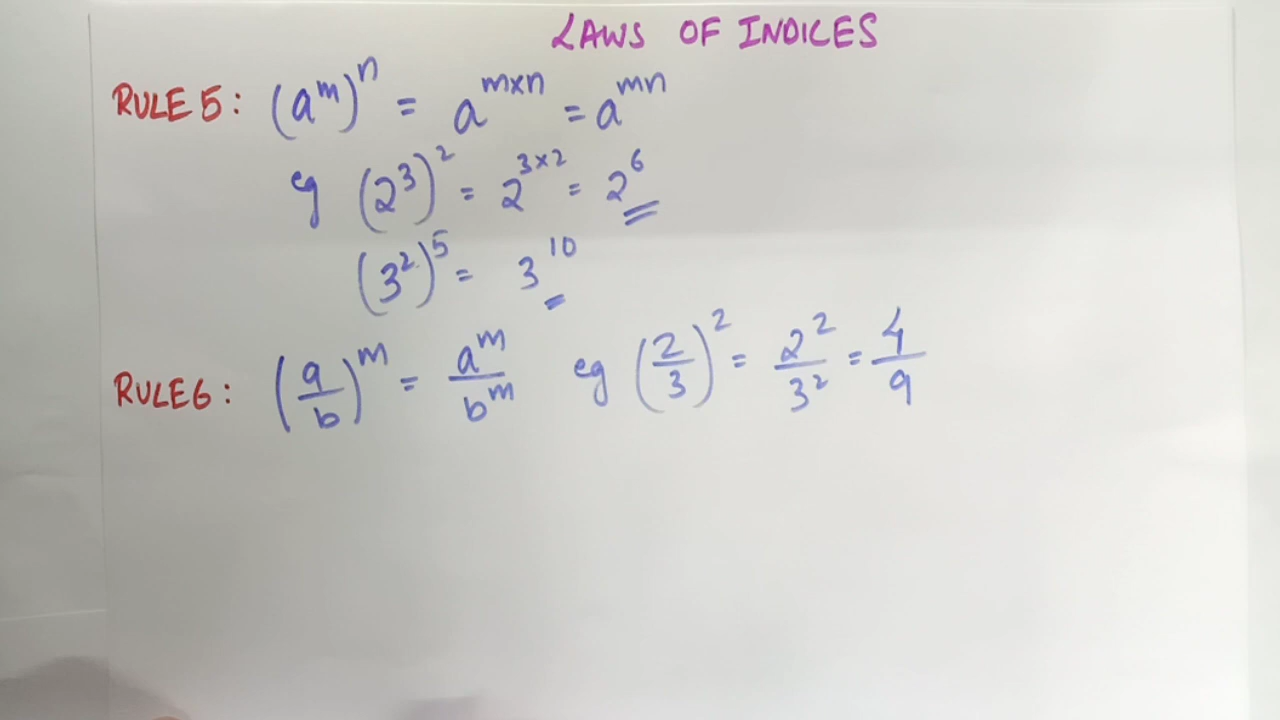 LAWS OF INDICES
RULE 5: (a^m)^n = a^(m×n) = a^(mn)
eg (2^3)^2 = 2^(3×2) = 2^6
(3^2)^5 = 3^10
RULE 6: (a/b)^m = a^m/b^m eg (2/3)^2 = 2^2/3^2 = 4/9